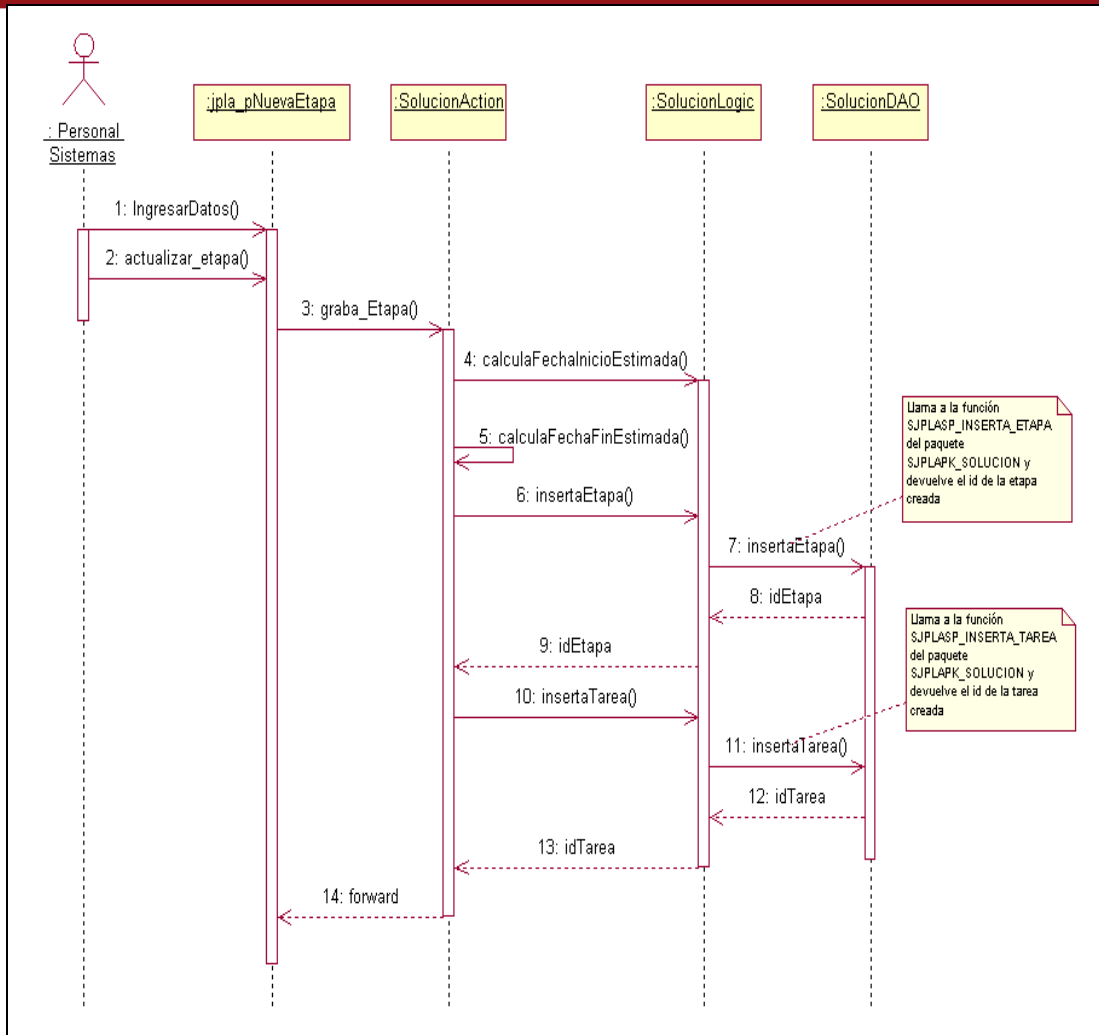 :jpla_pNuevaEtapa
:SolucionAction
:SolucionLogic
:SolucionDAO
: Personal
Sistemas
1: IngresarDatos()
2: actualizar_etapa()
3: graba_Etapa()
4: calculaFechaInicioEstimada()
5: calculaFechaFinEstimada()
6: insertaEtapa()
Llama a la función
SJPLASP_INSERTA_ETAPA
del paquete
SJPLAPK_SOLUCION y
devuelve el id de la etapa
creada
7: insertaEtapa()
8: idEtapa
9: idEtapa
10: insertaTarea()
Llama a la función
SJPLASP_INSERTA_TAREA
del paquete
SJPLAPK_SOLUCION y
devuelve el id de la tarea
creada
11: insertaTarea()
12: idTarea
13: idTarea
14: forward